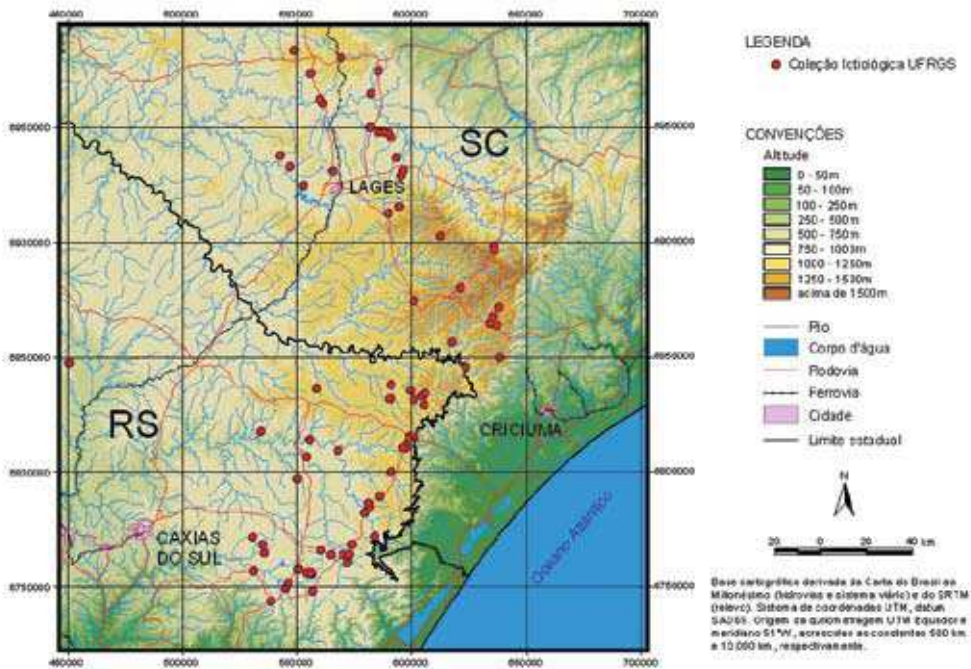 500000
600000
700000
LEGENDA
Coleção Ictiológica UFRGS
SC
RS
LAGES
CRICIUMA
CAXIAS
DO SUL
Oceano Atlântico
CONVENÇÕES
Altitude
0 - 50m
50 - 100m
100 - 250m
250 - 500m
500 - 750m
750 - 1000m
1000 - 1250m
1250 - 1500m
acima de 1500m
Rio
Corpo d'água
Rodovia
Ferrovia
Cidade
Limite estadual
N
20 0 20 40 km
Base cartográfica derivada da Carta do Brasil ao
Milionésimo (hidrovias e sistema viário) e do SRTM
(relevo). Sistema de coordenadas UTM, datum
SAD69. Origem da quilometragem UTM Equador e
meridiano 51°W, acrescidas as constantes 500 km
e 10.000 km, respectivamente.